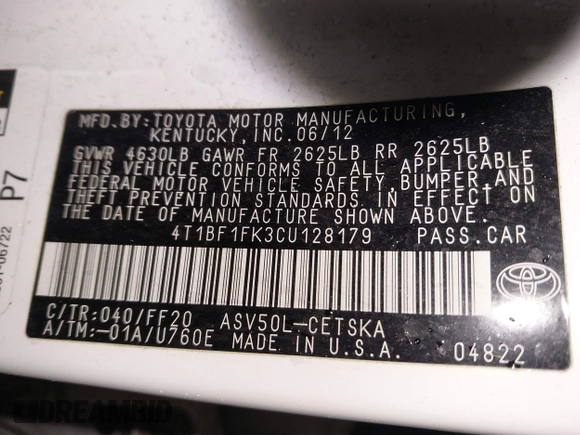 MFD.BY:TOYOTA MOTOR MANUFACTURING,
KENTUCKY,INC.06/12
GVWR 4630LB GAWR FR 2625LB RR 2625LB
THIS VEHICLE CONFORMS TO ALL APPLICABLE
FEDERAL MOTOR VEHICLE SAFETY,BUMPER,AND
THEFT PREVENTION STANDARDS IN EFFECT ON
THE DATE OF MANUFACTURE SHOWN ABOVE.
4T1BF1FK3CU128179 PASS.CAR
C/TR:040/FF20 ASV50L-CETSKA
A/TM:-01A/U760E MADE IN U.S.A. 04822
P7
DREAMBID